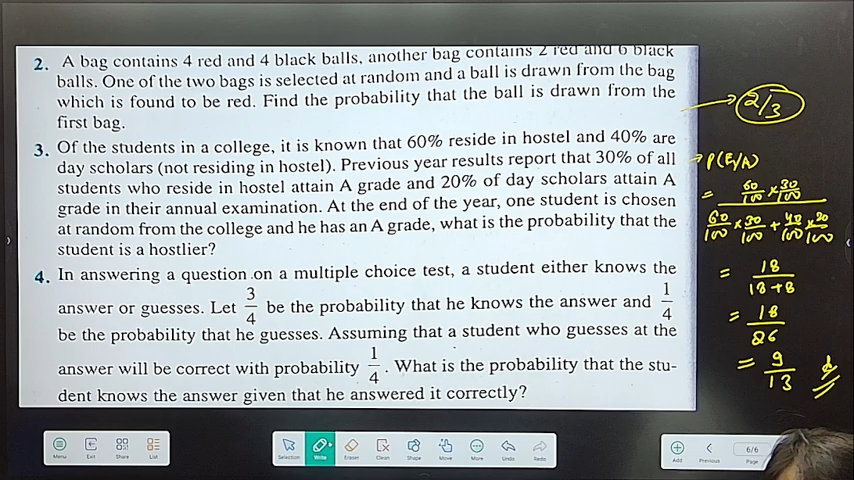 2. A bag contains 4 red and 4 black balls, another bag contains 2 red and 6 black
balls. One of the two bags is selected at random and a ball is drawn from the bag
which is found to be red. Find the probability that the ball is drawn from the
first bag.
3. Of the students in a college, it is known that 60% reside in hostel and 40% are
day scholars (not residing in hostel). Previous year results report that 30% of all
students who reside in hostel attain A grade and 20% of day scholars attain A
grade in their annual examination. At the end of the year, one student is chosen
at random from the college and he has an A grade, what is the probability that the
student is a hostlier?
4. In answering a question on a multiple choice test, a student either knows the
answer or guesses. Let 3/4 be the probability that he knows the answer and 1/4
be the probability that he guesses. Assuming that a student who guesses at the
answer will be correct with probability 1/4. What is the probability that the stu-
dent knows the answer given that he answered it correctly?
2/3
P(E/A)
= 60/100 × 30/100
60/100 × 30/100 + 40/100 × 20/100
= 18
18+8
= 18/26
= 9/13
Menu Exit Share List
Selection Write Eraser Clean Shape Move More Undo Redo
Add Previous 6/6 Page